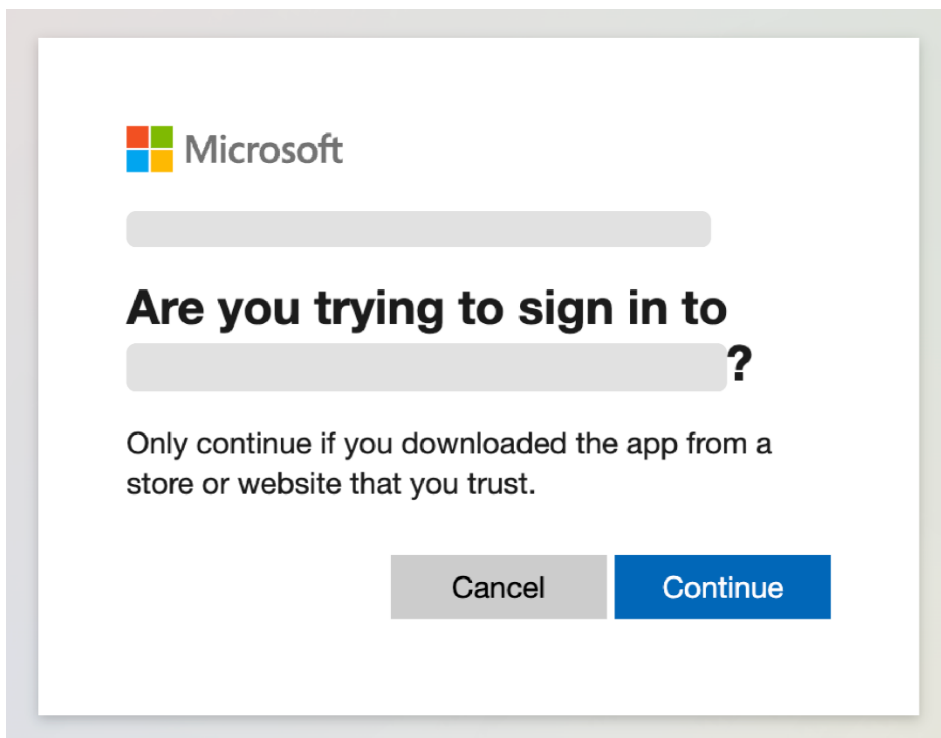 Microsoft
Are you trying to sign in to
?
Only continue if you downloaded the app from a
store or website that you trust.
Cancel
Continue